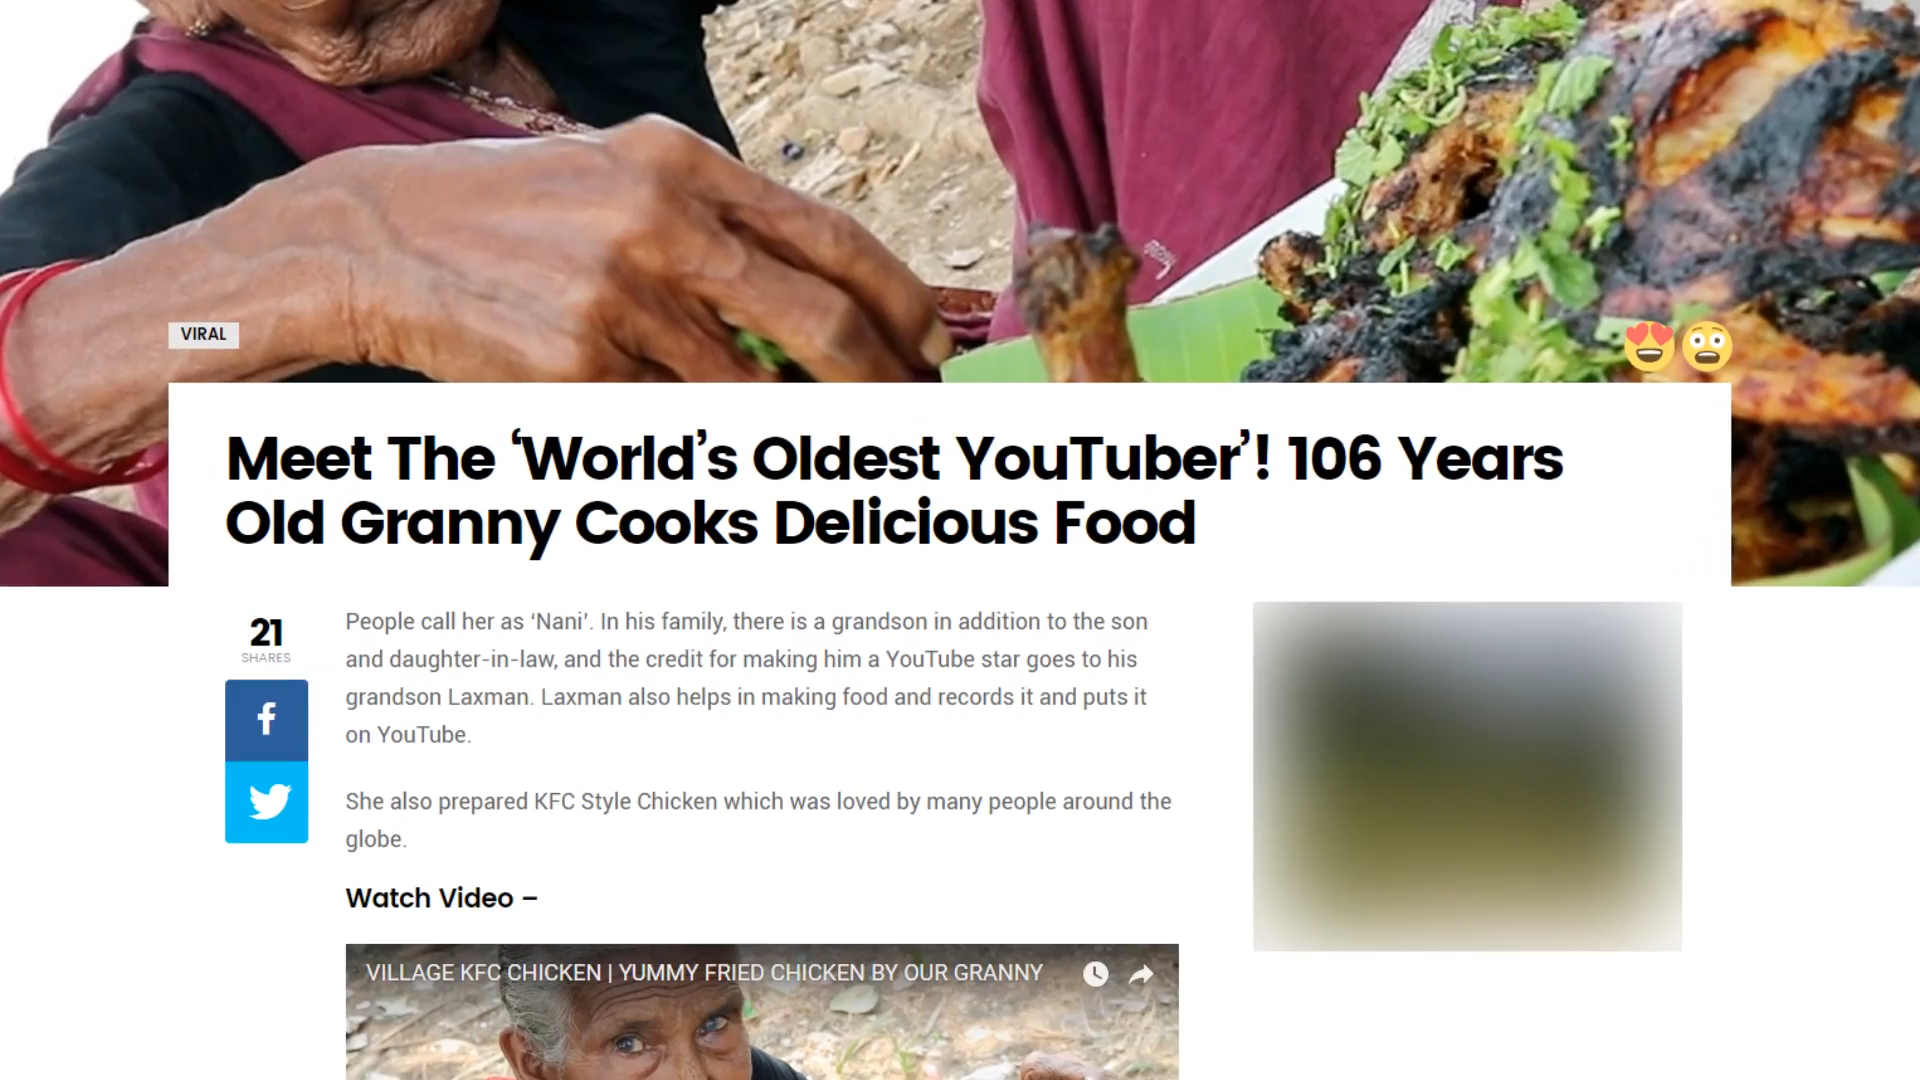 VIRAL
Meet The ‘World’s Oldest YouTuber’! 106 Years
Old Granny Cooks Delicious Food
21
SHARES
People call her as ‘Nani’. In his family, there is a grandson in addition to the son
and daughter-in-law, and the credit for making him a YouTube star goes to his
grandson Laxman. Laxman also helps in making food and records it and puts it
on YouTube.
She also prepared KFC Style Chicken which was loved by many people around the
globe.
Watch Video –
VILLAGE KFC CHICKEN | YUMMY FRIED CHICKEN BY OUR GRANNY